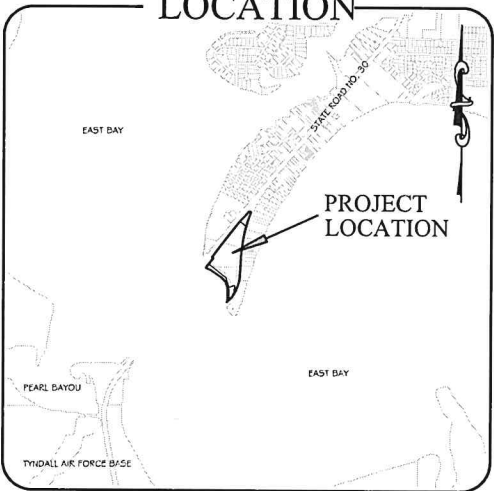 LOCATION
STATE ROAD NO. 30
EAST BAY
PROJECT
LOCATION
EAST BAY
PEARL BAYOU
TYNDALL AIR FORCE BASE